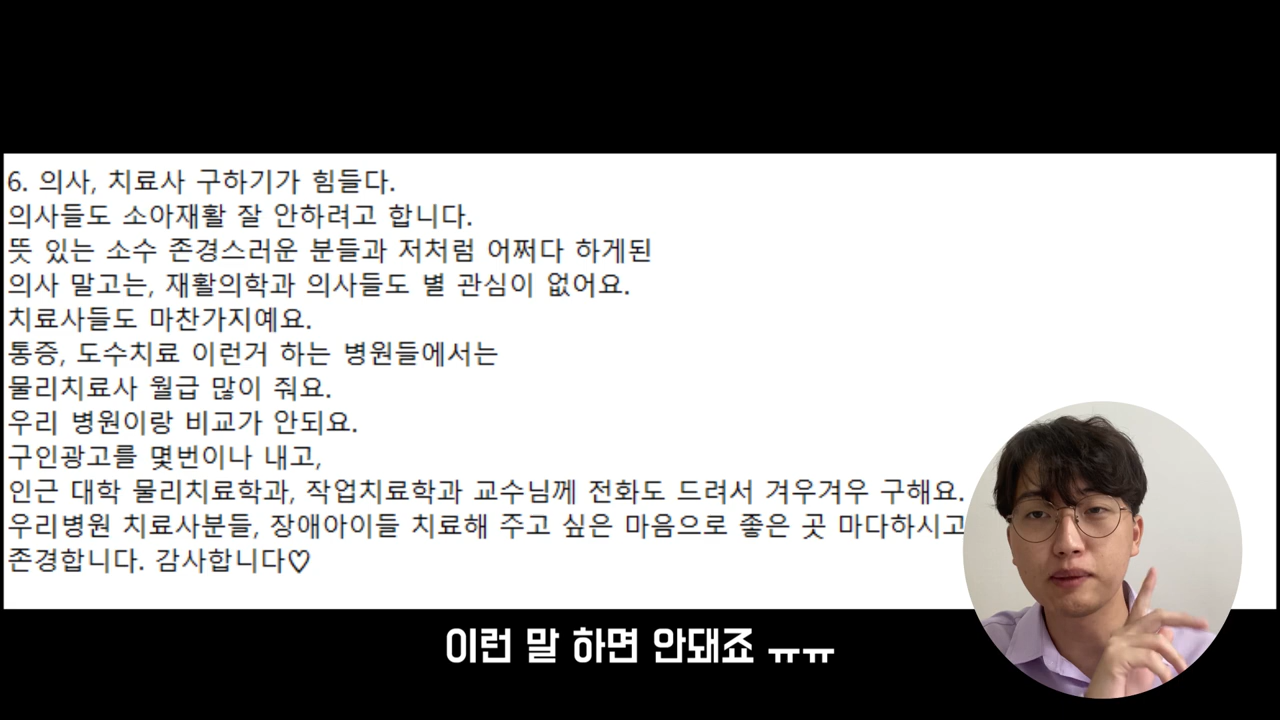 6. 의사, 치료사 구하기가 힘들다.
의사들도 소아재활 잘 안하려고 합니다.
뜻 있는 소수 존경스러운 분들과 저처럼 어쩌다 하게된
의사 말고는, 재활의학과 의사들도 별 관심이 없어요.
치료사들도 마찬가지예요.
통증, 도수치료 이런거 하는 병원들에서는
물리치료사 월급 많이 줘요.
우리 병원이랑 비교가 안되요.
구인광고를 몇번이나 내고,
인근 대학 물리치료학과, 작업치료학과 교수님께 전화도 드려서 겨우겨우 구해요.
우리병원 치료사분들, 장애아이들 치료해 주고 싶은 마음으로 좋은 곳 마다하시고
존경합니다. 감사합니다♡
이런 말 하면 안돼죠 ㅠㅠ